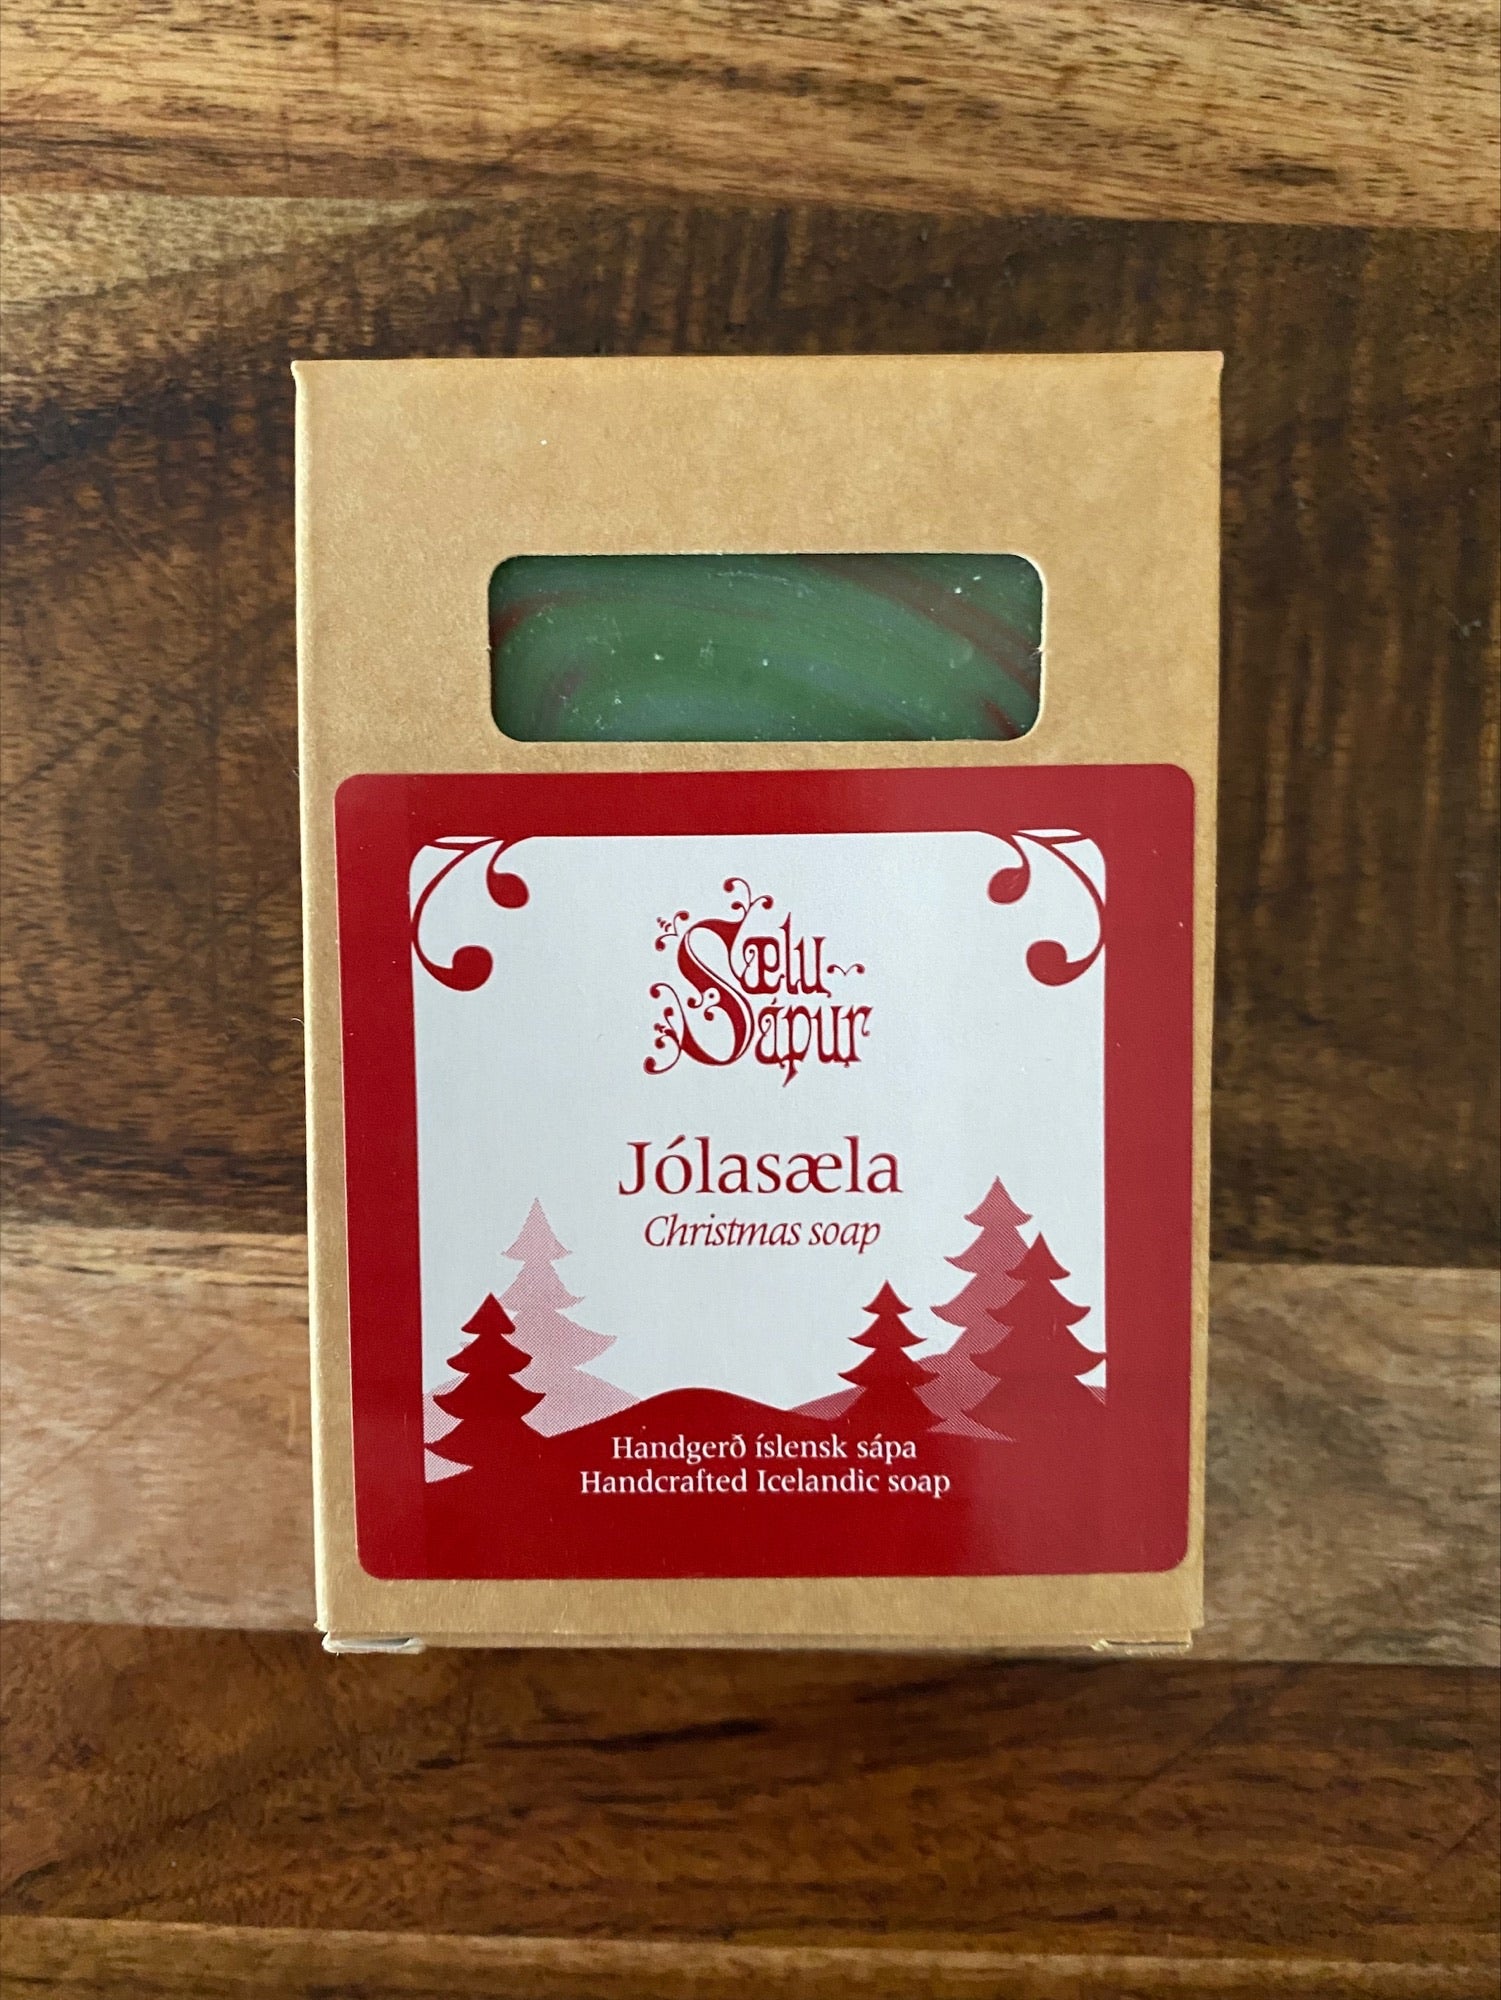 Sælu
Sápur
Jólasæla
Christmas soap
Handgerð íslensk sápa
Handcrafted Icelandic soap